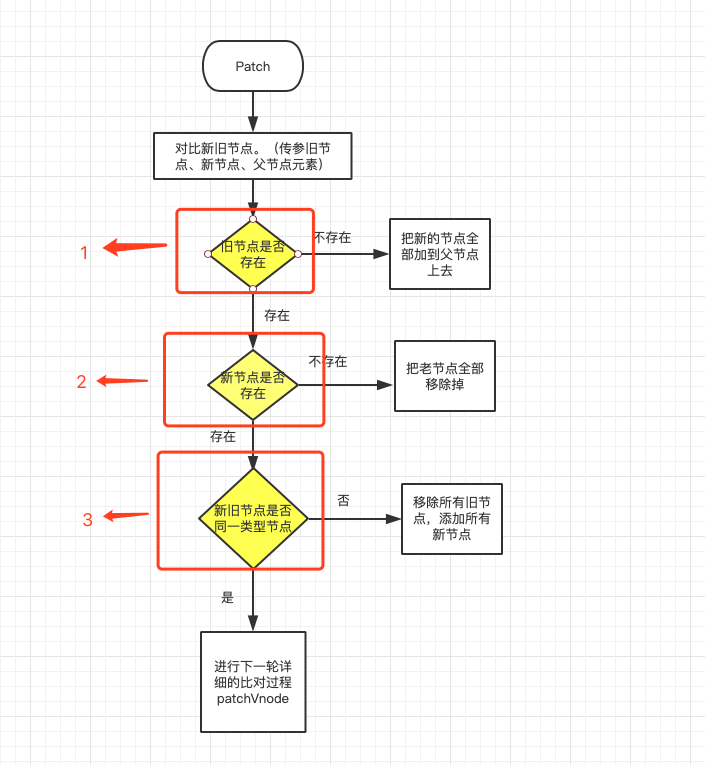 Patch
对比新旧节点。（传参旧节
点、新节点、父节点元素）
1
旧节点是否
存在
不存在
把新的节点全
部加到父节点
上去
存在
2
新节点是否
存在
不存在
把老节点全部
移除掉
存在
3
新旧节点是否
同一类型节点
否
移除所有旧节
点，添加所有
新节点
是
进行下一轮详
细的比对过程
patchVnode